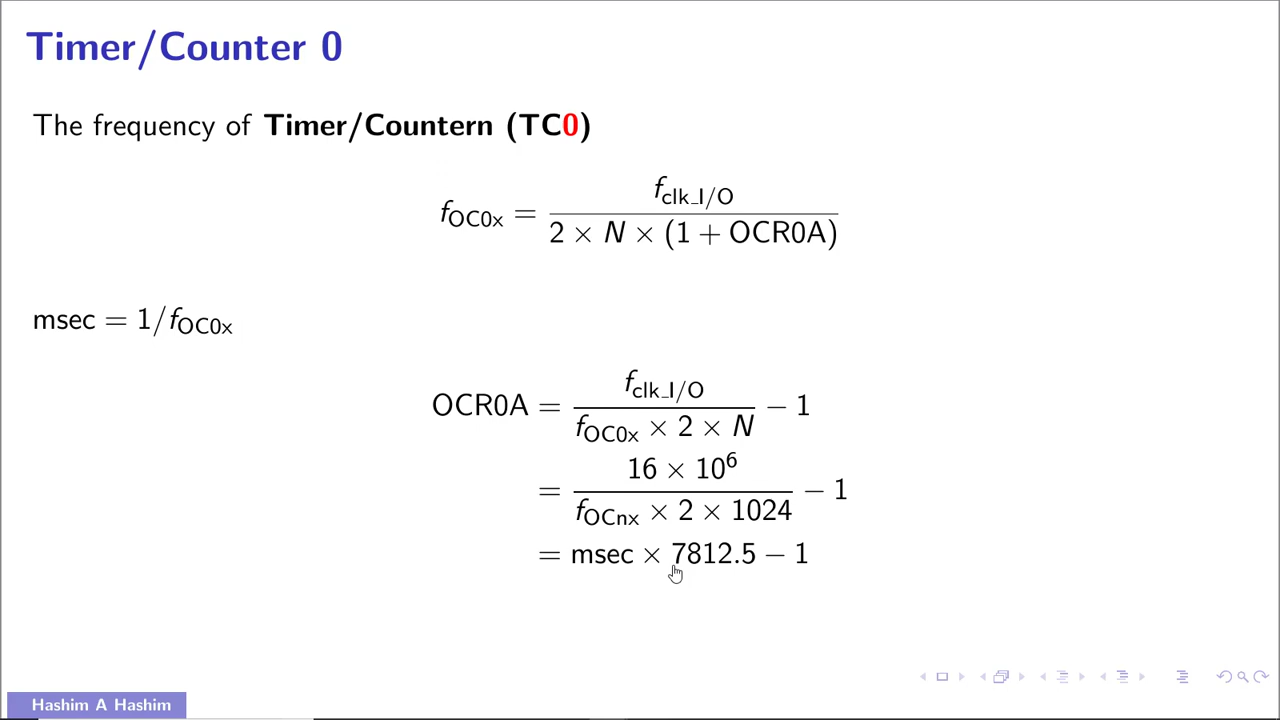 Timer/Counter 0
The frequency of Timer/Countern (TC0)
f_OC0x = f_clk_I/O / (2 × N × (1 + OCR0A))
msec = 1/f_OC0x
OCR0A = f_clk_I/O / (f_OC0x × 2 × N) − 1
= 16 × 10^6 / (f_OCnx × 2 × 1024) − 1
= msec × 7812.5 − 1
Hashim A Hashim